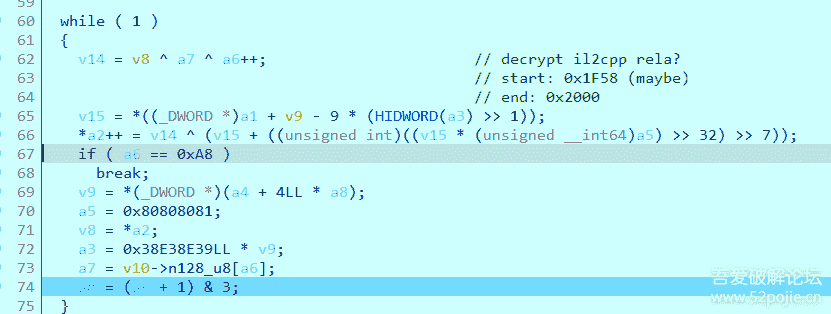 59
60 while ( 1 )
61 {
62 v14 = v8 ^ a7 ^ a6++; // decrypt il2cpp rela?
63 // start: 0x1F58 (maybe)
64 // end: 0x2000
65 v15 = *((_DWORD *)a1 + v9 - 9 * (HIDWORD(a3) >> 1));
66 *a2++ = v14 ^ (v15 + ((unsigned int)((v15 * (unsigned __int64)a5) >> 32) >> 7));
67 if ( a6 == 0xA8 )
68 break;
69 v9 = *(_DWORD *)(a4 + 4LL * a8);
70 a5 = 0x80808081;
71 v8 = *a2;
72 a3 = 0x38E38E39LL * v9;
73 a7 = v10->n128_u8[a6];
74 = ( + 1) & 3;
75 }
吾爱破解论坛
www.52pojie.cn